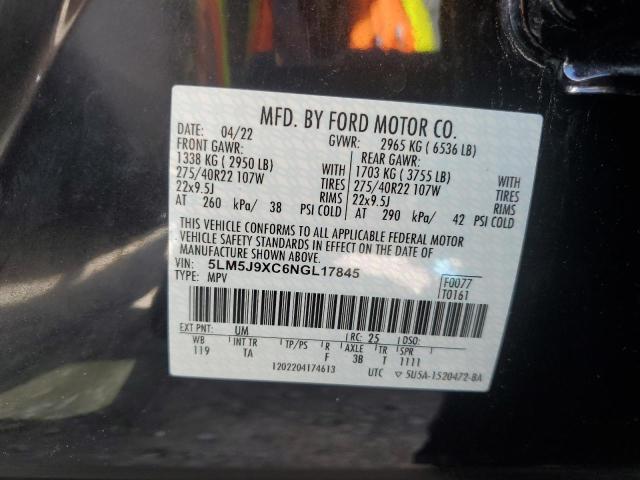 MFD. BY FORD MOTOR CO.
DATE: 04/22 GVWR: 2965 KG ( 6536 LB)
FRONT GAWR: REAR GAWR:
1338 KG ( 2950 LB) WITH 1703 KG ( 3755 LB) WITH
275/40R22 107W TIRES 275/40R22 107W TIRES
22x9.5J RIMS 22x9.5J RIMS
AT 260 kPa/ 38 PSI COLD AT 290 kPa/ 42 PSI COLD
THIS VEHICLE CONFORMS TO ALL APPLICABLE FEDERAL MOTOR
VEHICLE SAFETY STANDARDS IN EFFECT ON THE DATE OF
MANUFACTURE SHOWN ABOVE.
VIN: 5LM5J9XC6NGL17845 F0077
TYPE: MPV T0161
EXT PNT: UM RC: 25 DSO:
WB INT TR TP/PS R AXLE TR SPR
119 TA F 3B T 1111
1202204174613 UTC ▽ 5U5A-1520472-BA